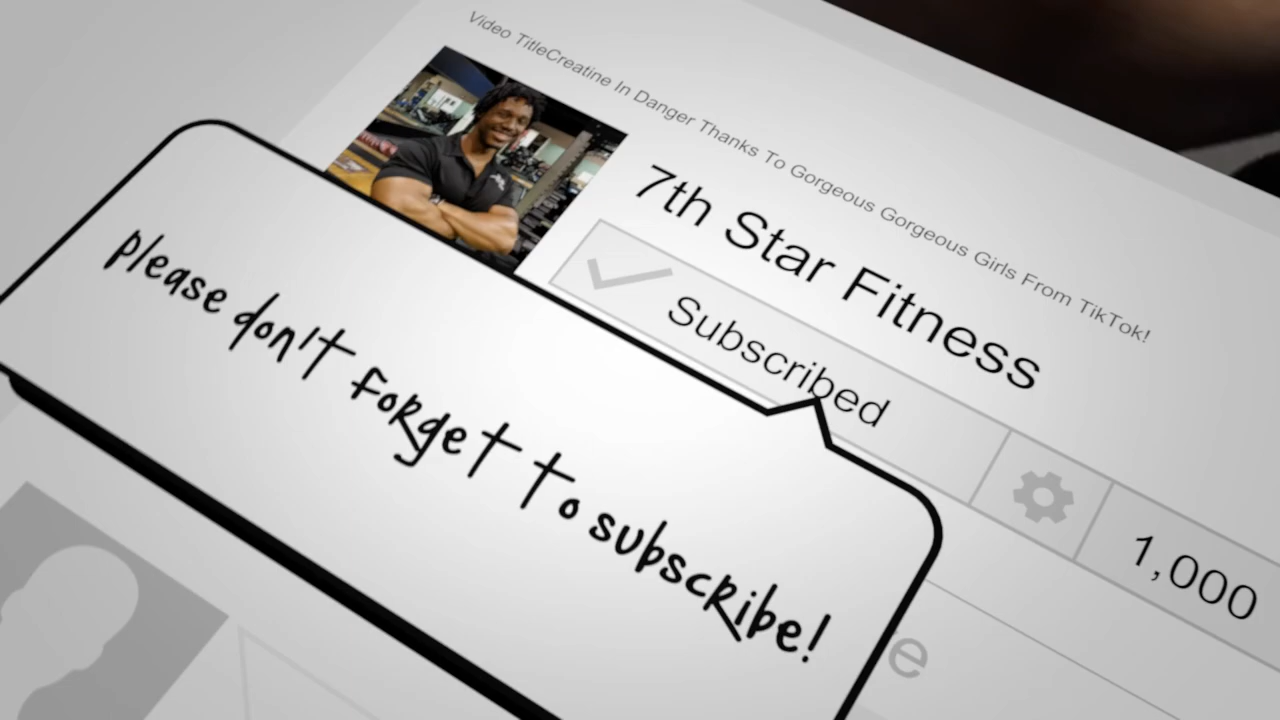 Video TitleCreatine In Danger Thanks To Gorgeous Gorgeous Girls From TikTok!
7th Star Fitness
Subscribed
1,000
please don't forget to subscribe!
e